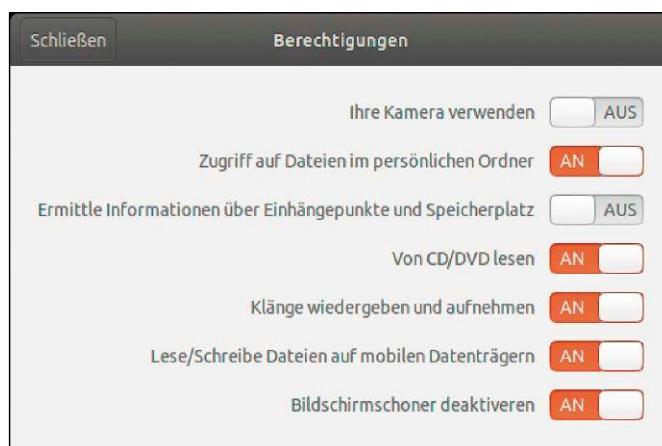 Schließen
Berechtigungen
Ihre Kamera verwenden AUS
Zugriff auf Dateien im persönlichen Ordner AN
Ermittle Informationen über Einhängepunkte und Speicherplatz AUS
Von CD/DVD lesen AN
Klänge wiedergeben und aufnehmen AN
Lese/Schreibe Dateien auf mobilen Datenträgern AN
Bildschirmschoner deaktiveren AN